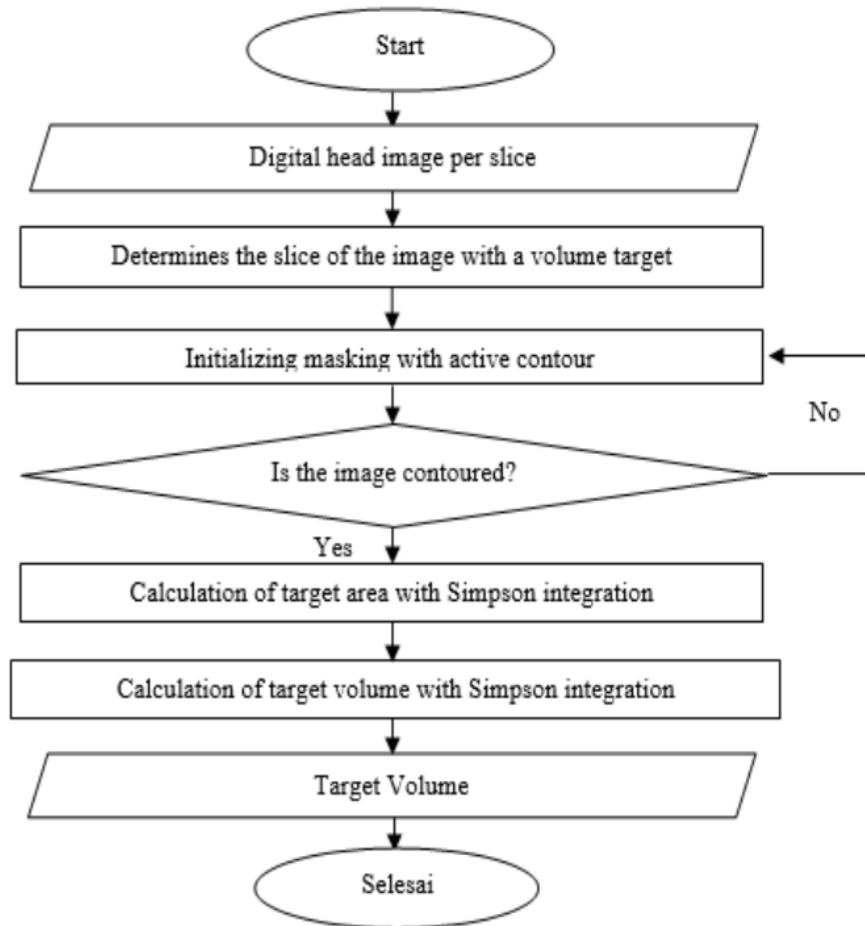 Start
Digital head image per slice
Determines the slice of the image with a volume target
Initializing masking with active contour
No
Is the image contoured?
Yes
Calculation of target area with Simpson integration
Calculation of target volume with Simpson integration
Target Volume
Selesai